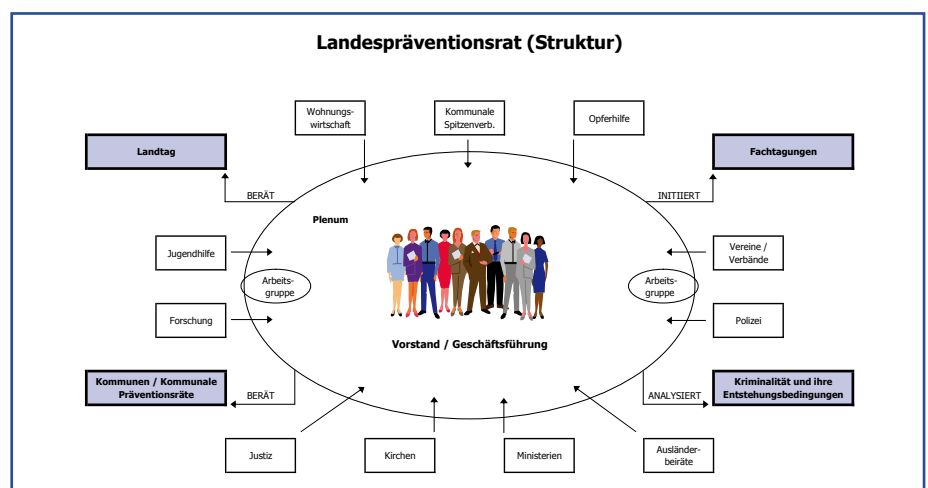 Landespräventionsrat (Struktur)
Wohnungs-
wirtschaft
Kommunale
Spitzenverb.
Opferhilfe
Landtag
Fachtagungen
BERÄT
INITIIERT
Plenum
Jugendhilfe
Vereine /
Verbände
Arbeits-
gruppe
Arbeits-
gruppe
Forschung
Polizei
Vorstand / Geschäftsführung
Kommunen / Kommunale
Präventionsräte
BERÄT
ANALYSIERT
Kriminalität und ihre
Entstehungsbedingungen
Justiz
Kirchen
Ministerien
Ausländer-
beiräte